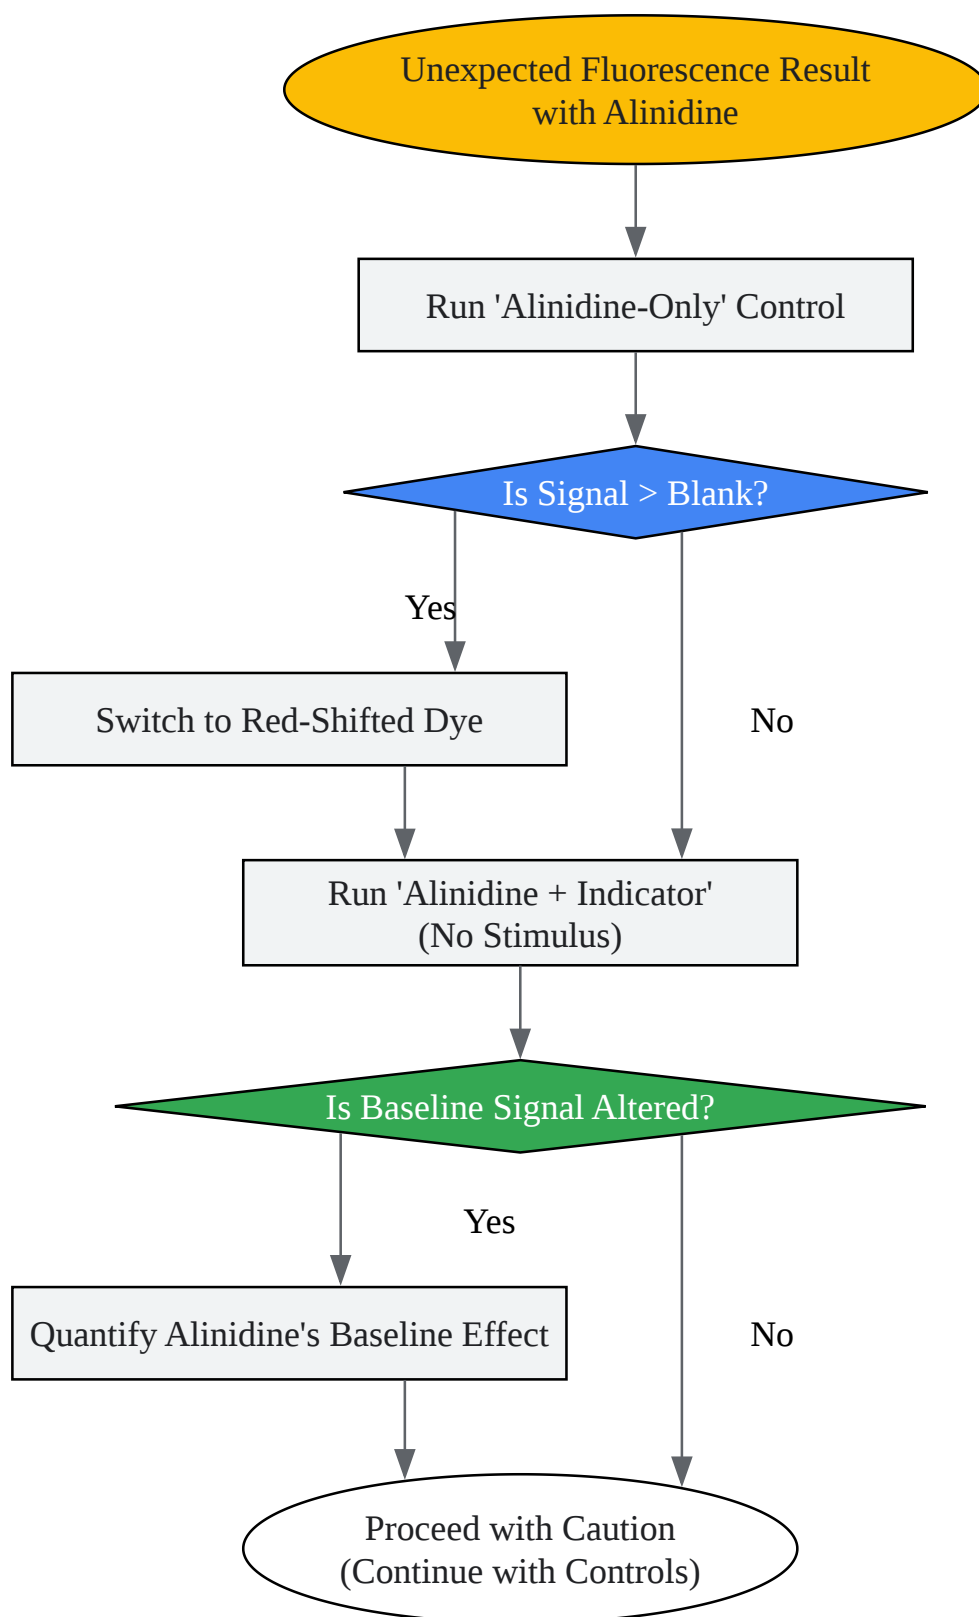 Unexpected Fluorescence Result
with Alinidine
Run 'Alinidine-Only' Control
Is Signal > Blank?
Yes
Switch to Red-Shifted Dye
No
Run 'Alinidine + Indicator'
(No Stimulus)
Is Baseline Signal Altered?
Yes
Quantify Alinidine's Baseline Effect
No
Proceed with Caution
(Continue with Controls)